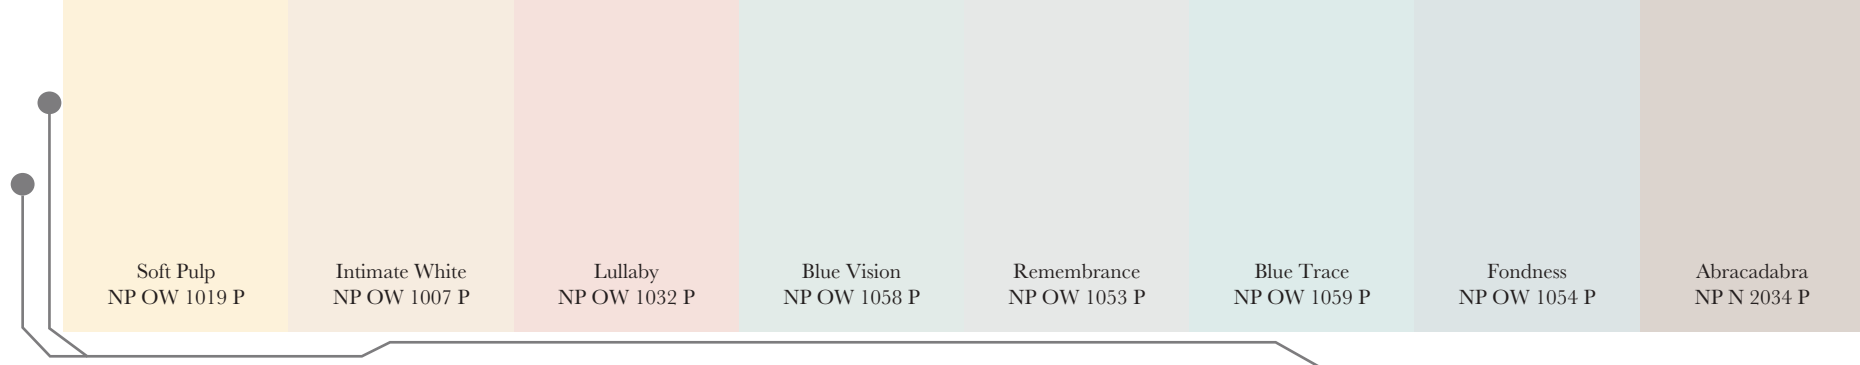 Soft Pulp
NP OW 1019 P
Intimate White
NP OW 1007 P
Lullaby
NP OW 1032 P
Blue Vision
NP OW 1058 P
Remembrance
NP OW 1053 P
Blue Trace
NP OW 1059 P
Fondness
NP OW 1054 P
Abracadabra
NP N 2034 P